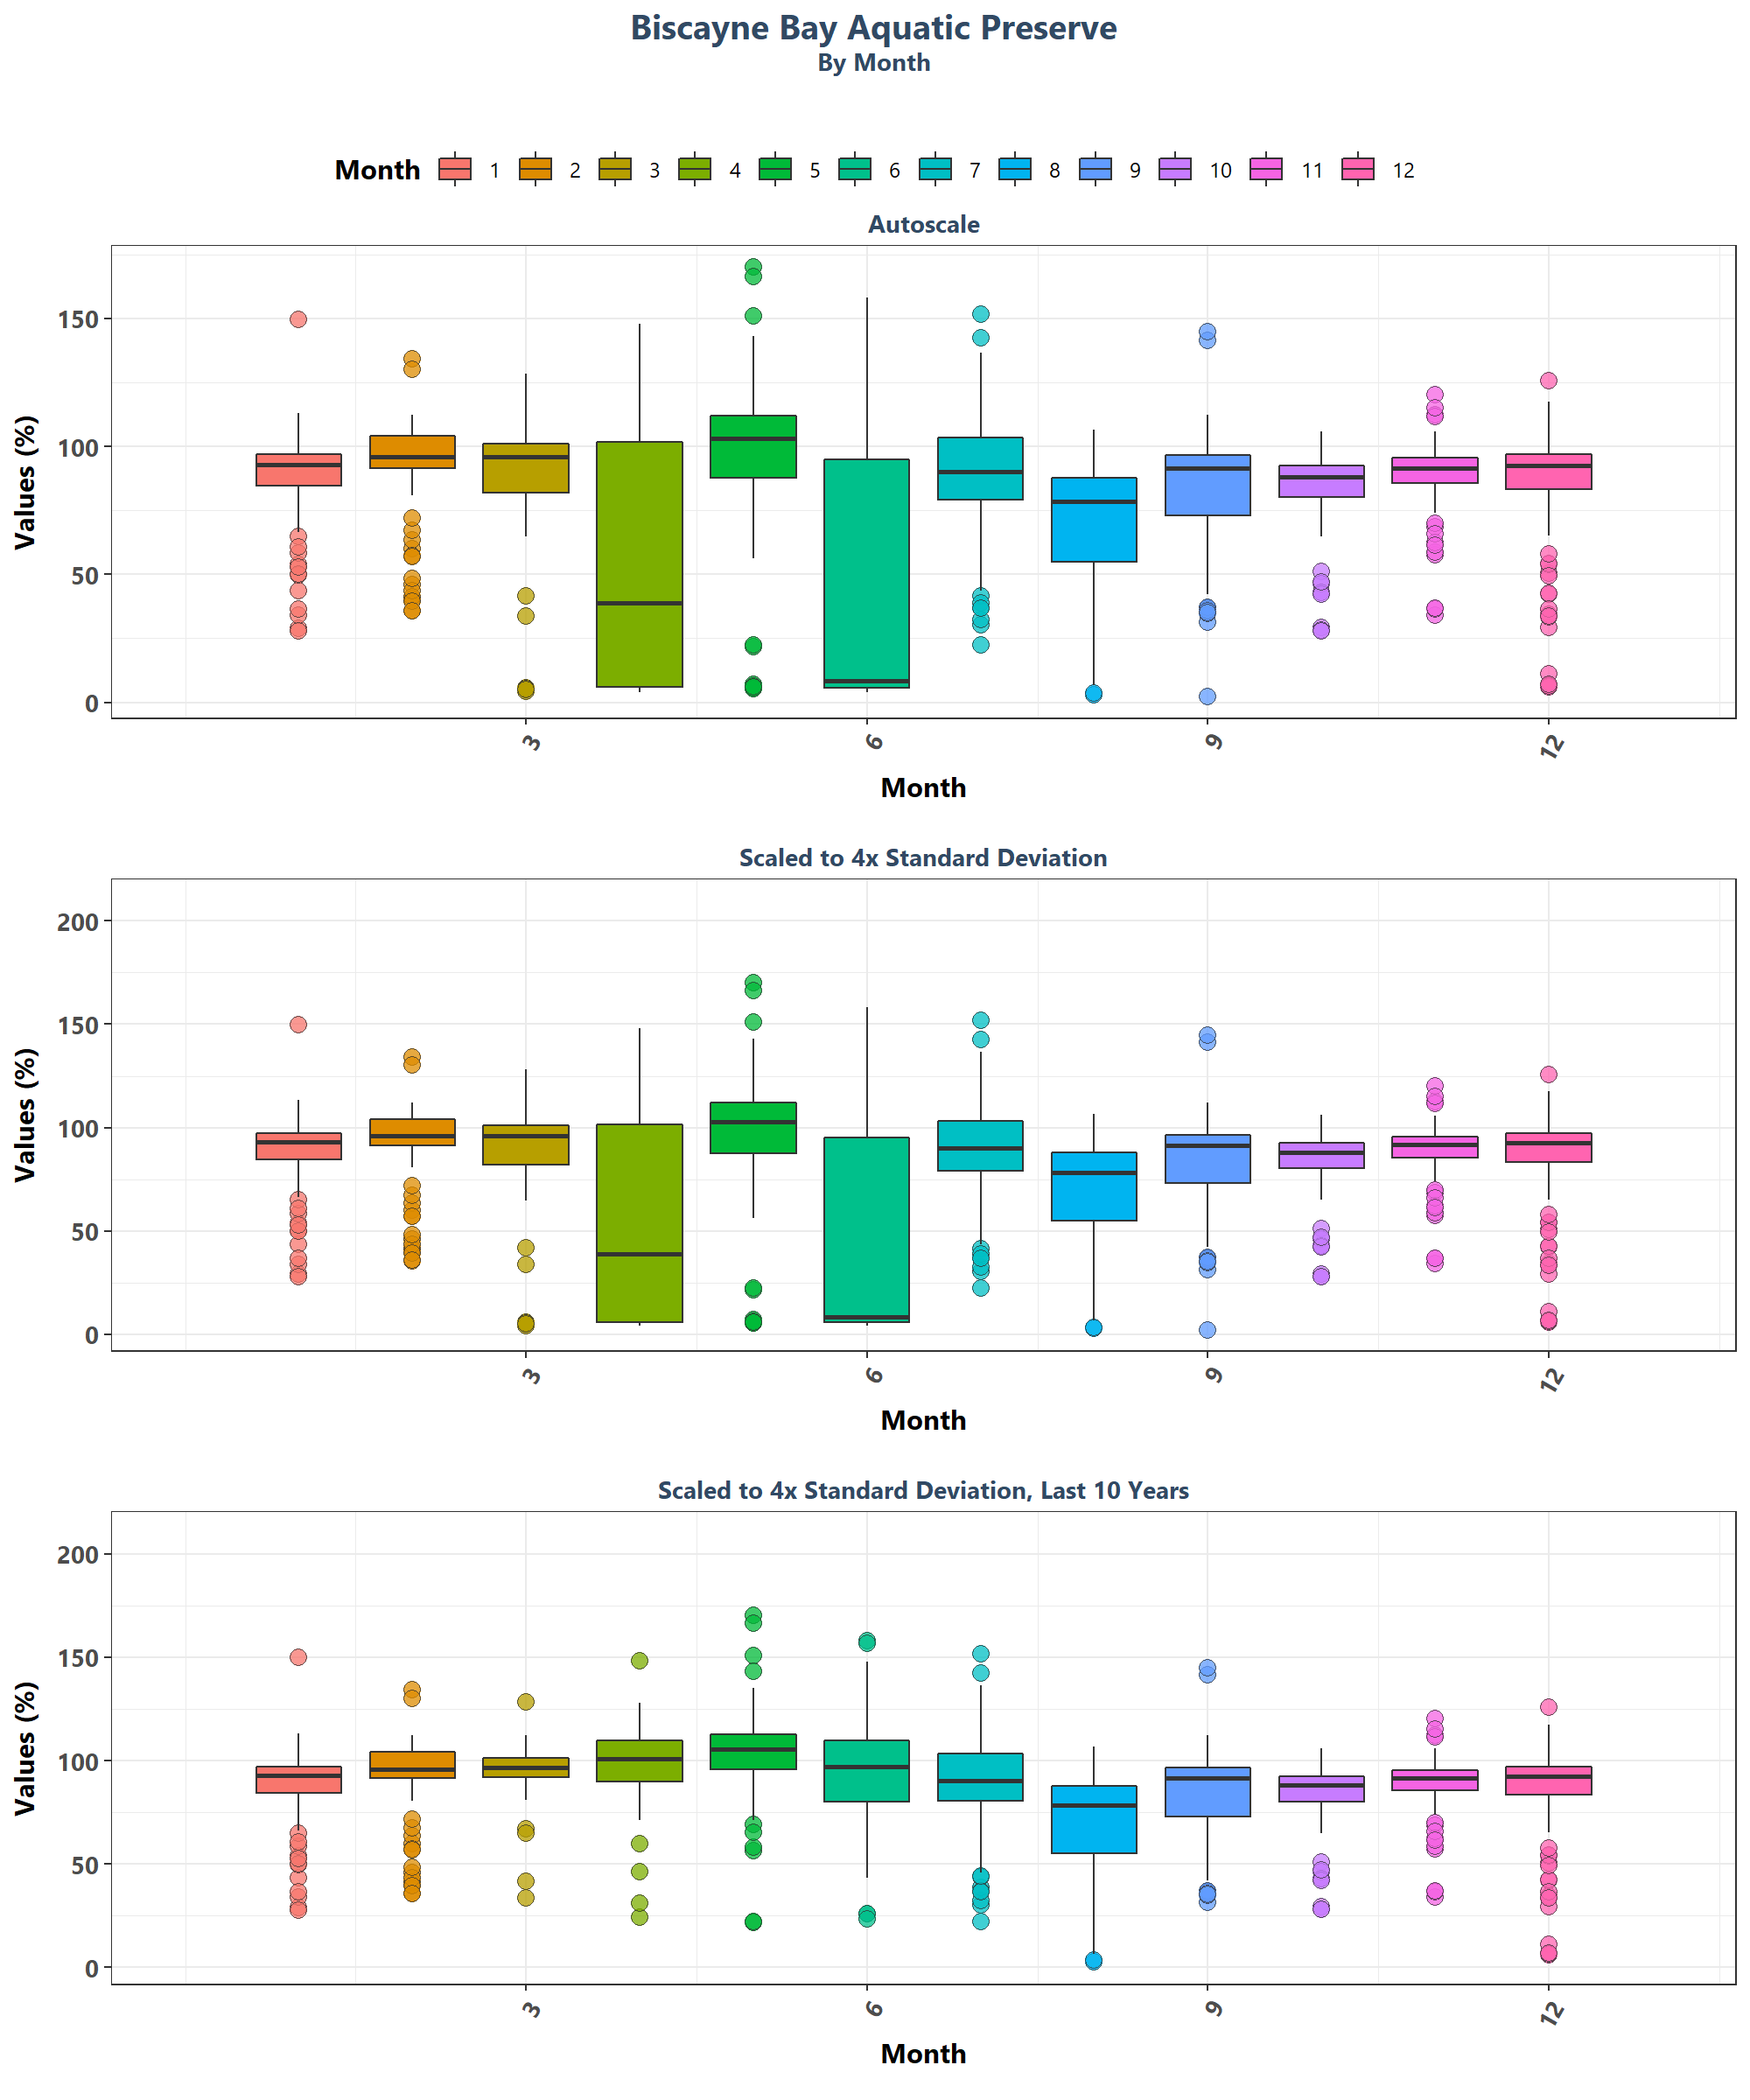 Biscayne Bay Aquatic Preserve
By Month
Month 1 2 3 4 5 6 7 8 9 10 11 12
Autoscale
Values (%)
150
100
50
0
3 6 9 12
Month
Scaled to 4x Standard Deviation
Values (%)
200
150
100
50
0
3 6 9 12
Month
Scaled to 4x Standard Deviation, Last 10 Years
Values (%)
200
150
100
50
0
3 6 9 12
Month